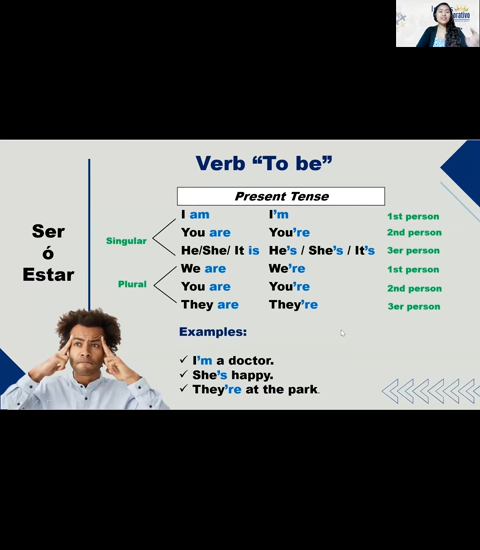 Verb “To be”
Present Tense
Ser
ó
Estar
Singular
Plural
I am I’m 1st person
You are You’re 2nd person
He/She/ It is He’s / She’s / It’s 3er person
We are We’re 1st person
You are You’re 2nd person
They are They’re 3er person
Examples:
✓ I’m a doctor.
✓ She’s happy.
✓ They’re at the park.